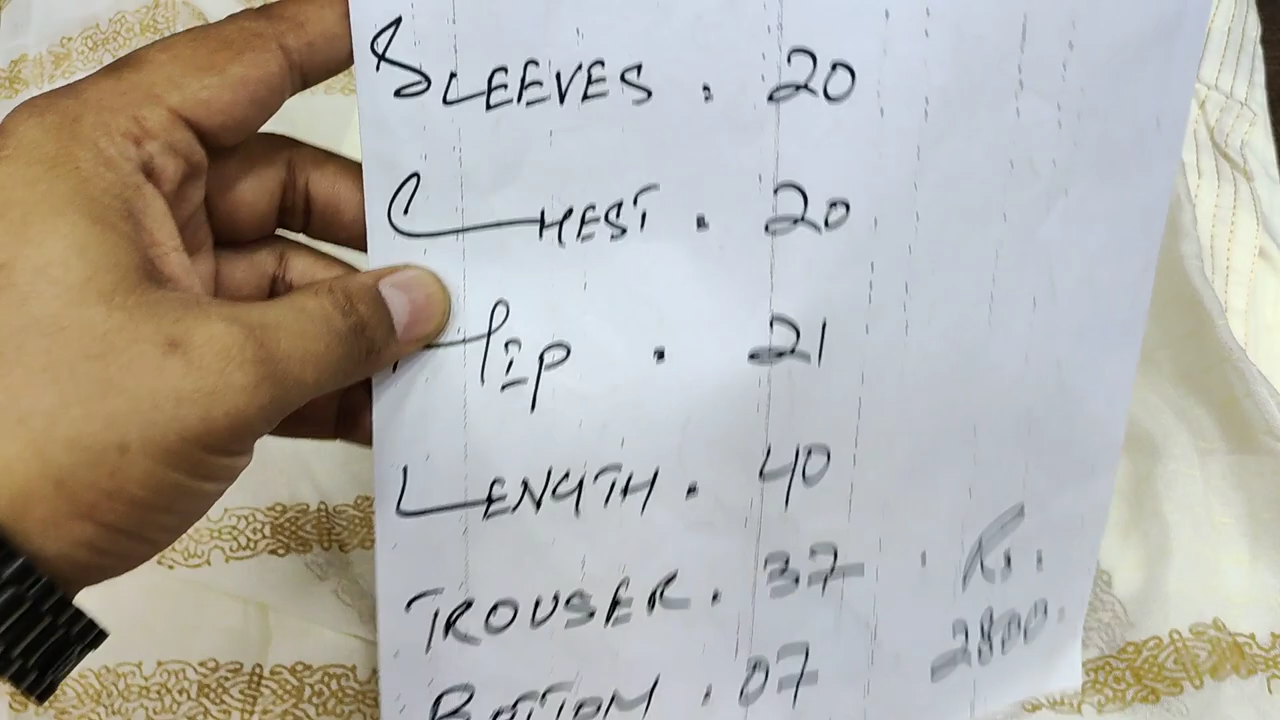 SLEEVES . 20
CHEST . 20
HIP . 21
LENGTH . 40
TROUSER . 37 . Rs.
2800.
BOTTOM . 07